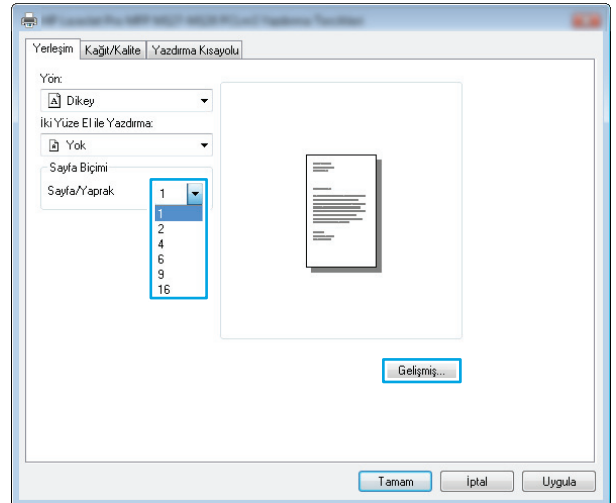 Yerleşim Kağıt/Kalite Yazdırma Kısayolu
Yön:
Dikey
İki Yüze El ile Yazdırma:
Yok
Sayfa Biçimi
Sayfa/Yaprak
1
1
2
4
6
9
16
Gelişmiş...
Tamam İptal Uygula